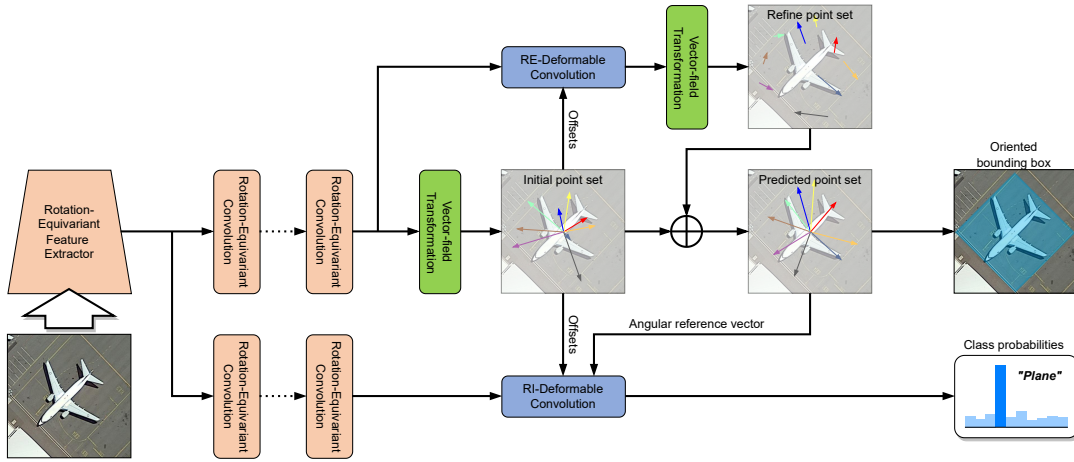 Refine point set
Vector-field
Transformation
RE-Deformable
Convolution
Offsets
Rotation-
Equivariant
Feature
Extractor
Rotation-Equivariant
Convolution
Rotation-Equivariant
Convolution
Vector-field
Transformation
Initial point set
Predicted point set
Oriented
bounding box
Offsets
Angular reference vector
Rotation-Equivariant
Convolution
Rotation-Equivariant
Convolution
RI-Deformable
Convolution
Class probabilities
"Plane"